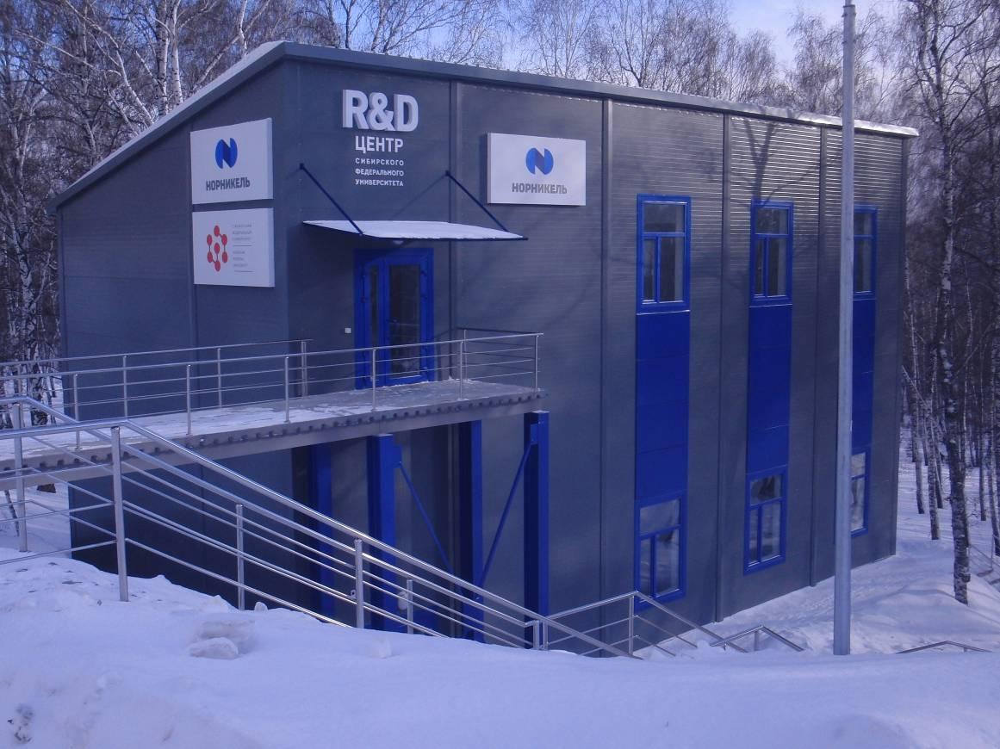 R&D
ЦЕНТР
СИБИРСКОГО
ФЕДЕРАЛЬНОГО
УНИВЕРСИТЕТА
НОРНИКЕЛЬ
НОРНИКЕЛЬ